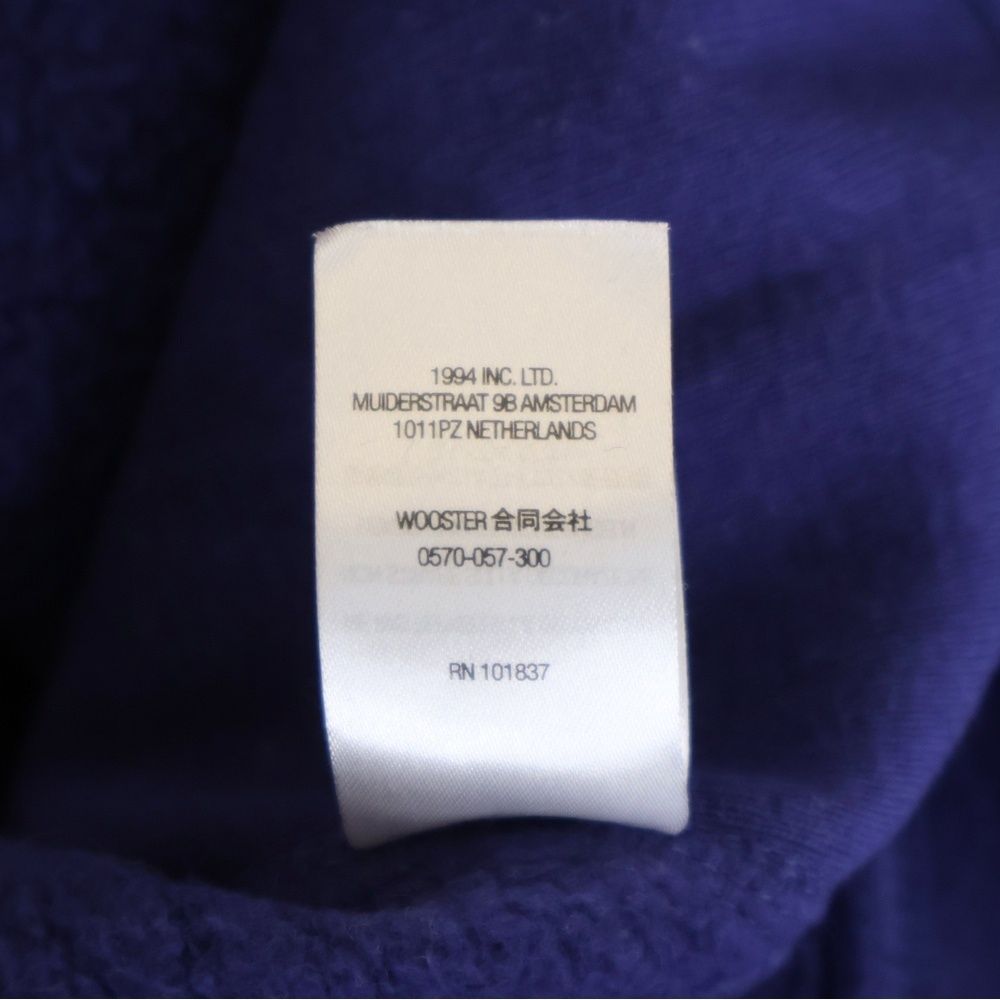 1994 INC. LTD.
MUIDERSTRAAT 9B AMSTERDAM
1011PZ NETHERLANDS
WOOSTER 合同会社
0570-057-300
RN 101837